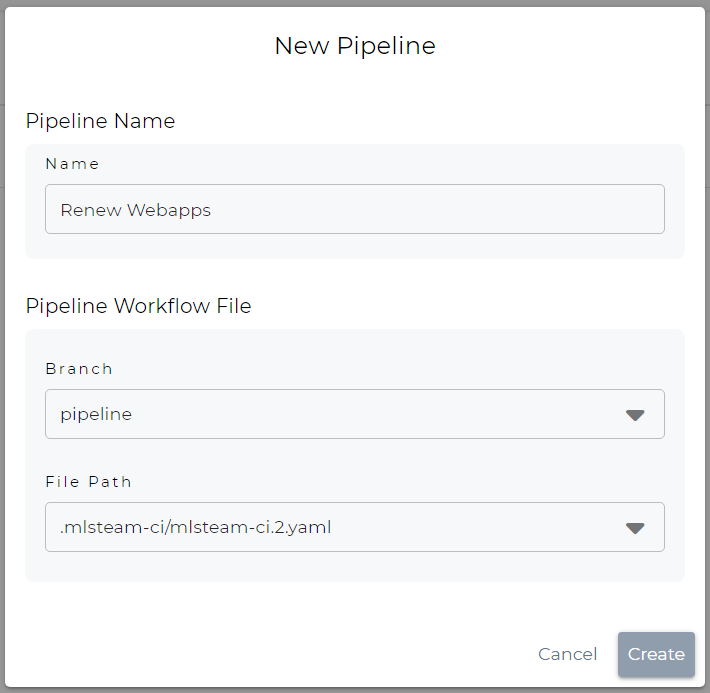 New Pipeline
Pipeline Name
Name
Renew Webapps
Pipeline Workflow File
Branch
pipeline
File Path
.mlsteam-ci/mlsteam-ci.2.yaml
Cancel
Create